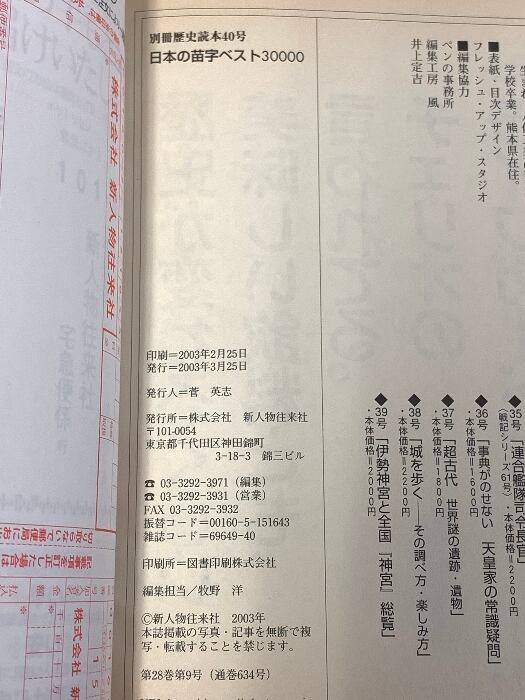 別冊歴史読本40号
日本の苗字ベスト30000
学校卒業。熊本県在住。
■表紙・目次デザイン
フレッシュ・アップ・スタジオ
■編集協力
ペンの事務所
編集工房 風
井上定吉
印刷＝2003年2月25日
発行＝2003年3月25日
発行人＝菅 英志
発行所＝株式会社 新人物往来社
〒101-0054
東京都千代田区神田錦町
3-18-3 錦三ビル
☎ 03-3292-3971（編集）
☎ 03-3292-3931（営業）
FAX 03-3292-3932
振替コード＝00160-5-151643
雑誌コード＝69649-40
印刷所＝図書印刷株式会社
編集担当／牧野 洋
©新人物往来社 2003年
本誌掲載の写真・記事を無断で複
写・転載することを禁じます。
第28巻第9号（通巻634号）
◆35号「連合艦隊司令長官」
（戦記シリーズ61号）・本体価格＝2200円
◆36号「事典がのせない 天皇家の常識疑問」
・本体価格＝1600円
◆37号「超古代 世界謎の遺跡・遺物」
・本体価格＝1800円
◆38号「城を歩く──その調べ方・楽しみ方」
・本体価格＝2200円
◆39号「伊勢神宮と全国『神宮』総覧」
・本体価格＝2000円
株式会社 新人物往来社